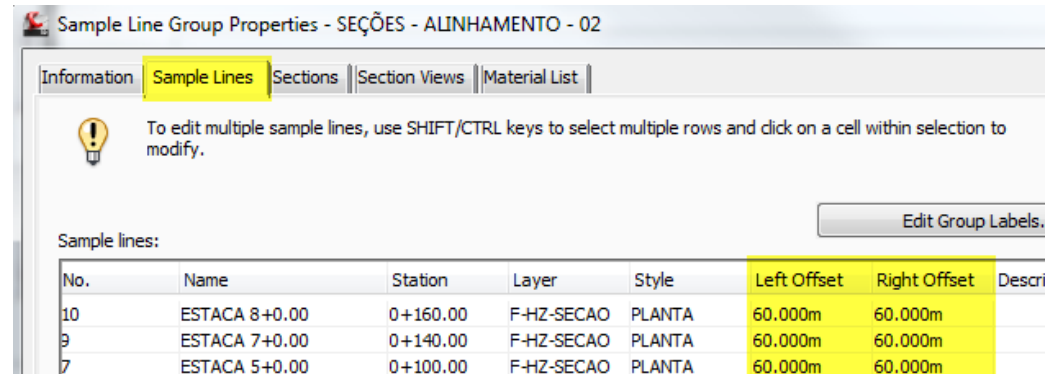 Sample Line Group Properties - SEÇÕES - ALINHAMENTO - 02
Information Sample Lines Sections Section Views Material List
To edit multiple sample lines, use SHIFT/CTRL keys to select multiple rows and click on a cell within selection to
modify.
Edit Group Labels.
Sample lines:
No. Name Station Layer Style Left Offset Right Offset Descri
10 ESTACA 8+0.00 0+160.00 F-HZ-SECAO PLANTA 60.000m 60.000m
9 ESTACA 7+0.00 0+140.00 F-HZ-SECAO PLANTA 60.000m 60.000m
7 ESTACA 5+0.00 0+100.00 F-HZ-SECAO PLANTA 60.000m 60.000m